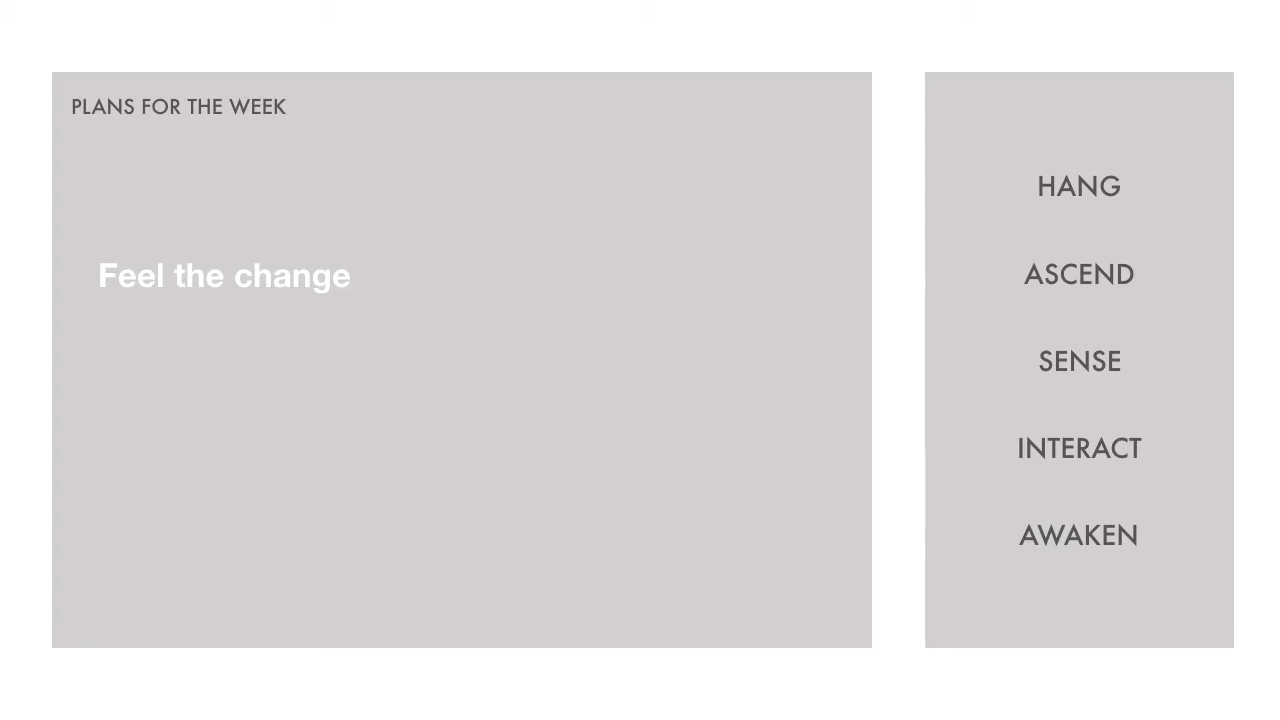 PLANS FOR THE WEEK
Feel the change
HANG
ASCEND
SENSE
INTERACT
AWAKEN